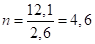 n = 12,1 / 2,6 = 4,6